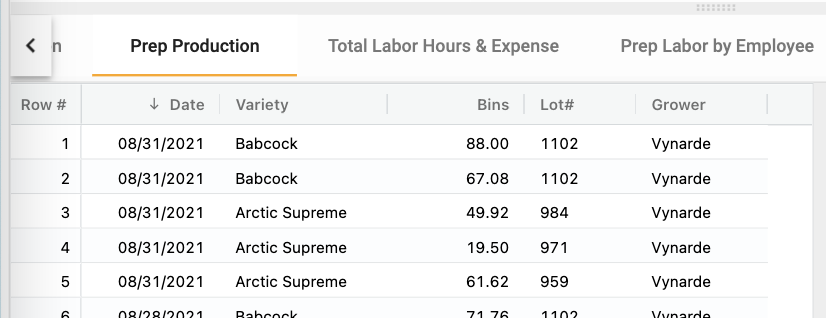 n Prep Production Total Labor Hours & Expense Prep Labor by Employee
Row # ↓ Date Variety Bins Lot# Grower
1 08/31/2021 Babcock 88.00 1102 Vynarde
2 08/31/2021 Babcock 67.08 1102 Vynarde
3 08/31/2021 Arctic Supreme 49.92 984 Vynarde
4 08/31/2021 Arctic Supreme 19.50 971 Vynarde
5 08/31/2021 Arctic Supreme 61.62 959 Vynarde
6 08/28/2021 Babcock 71.76 1102 Vynarde